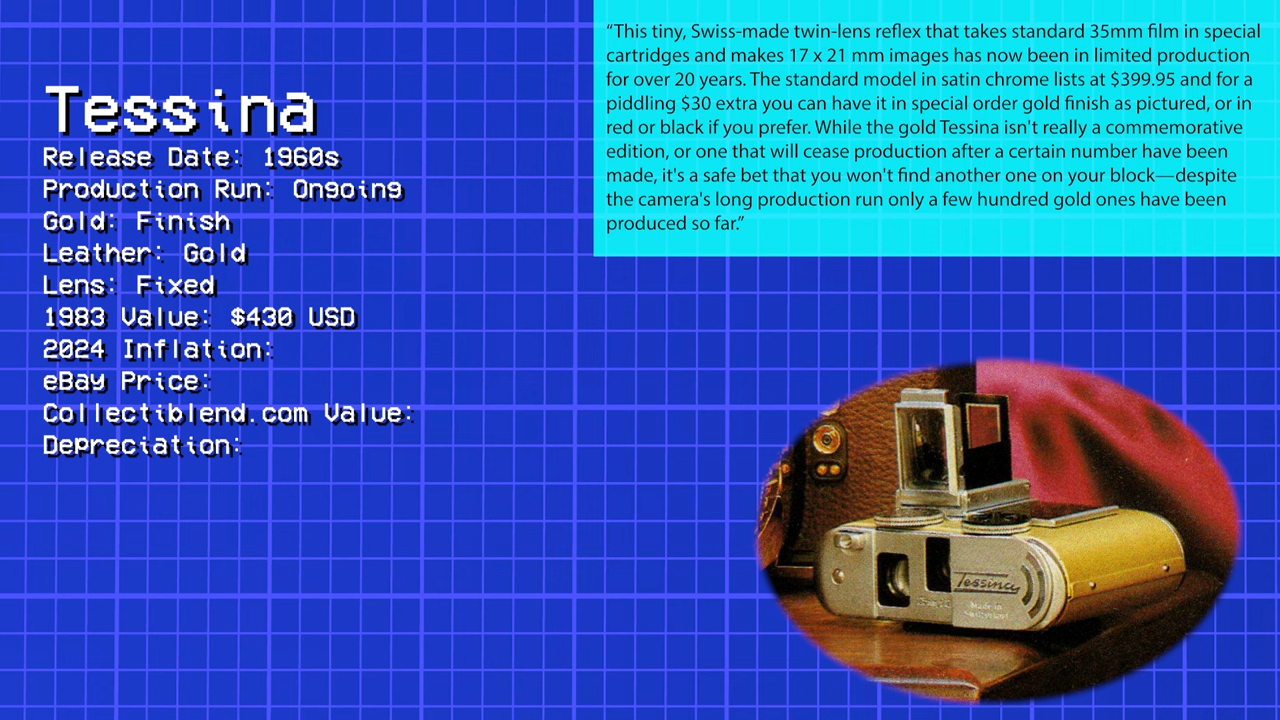 Tessina
Release Date: 1960s
Production Run: Ongoing
Gold: Finish
Leather: Gold
Lens: Fixed
1983 Value: $430 USD
2024 Inflation:
eBay Price:
Collectiblend.com Value:
Depreciation:
“This tiny, Swiss-made twin-lens reflex that takes standard 35mm film in special
cartridges and makes 17 x 21 mm images has now been in limited production
for over 20 years. The standard model in satin chrome lists at $399.95 and for a
piddling $30 extra you can have it in special order gold finish as pictured, or in
red or black if you prefer. While the gold Tessina isn't really a commemorative
edition, or one that will cease production after a certain number have been
made, it's a safe bet that you won't find another one on your block—despite
the camera's long production run only a few hundred gold ones have been
produced so far.”
Tessina
Made in
Switzerland